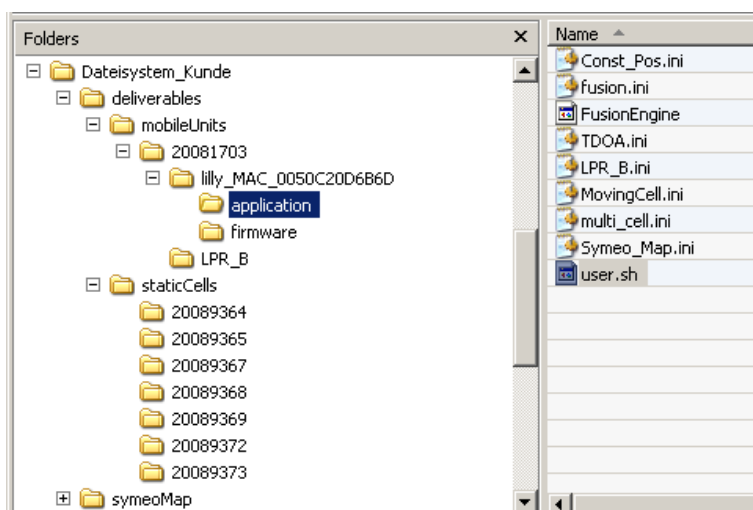 Folders
Dateisystem_Kunde
deliverables
mobileUnits
20081703
lilly_MAC_0050C20D6B6D
application
firmware
LPR_B
staticCells
20089364
20089365
20089367
20089368
20089369
20089372
20089373
symeoMap
Name
Const_Pos.ini
fusion.ini
FusionEngine
TDOA.ini
LPR_B.ini
MovingCell.ini
multi_cell.ini
Symeo_Map.ini
user.sh